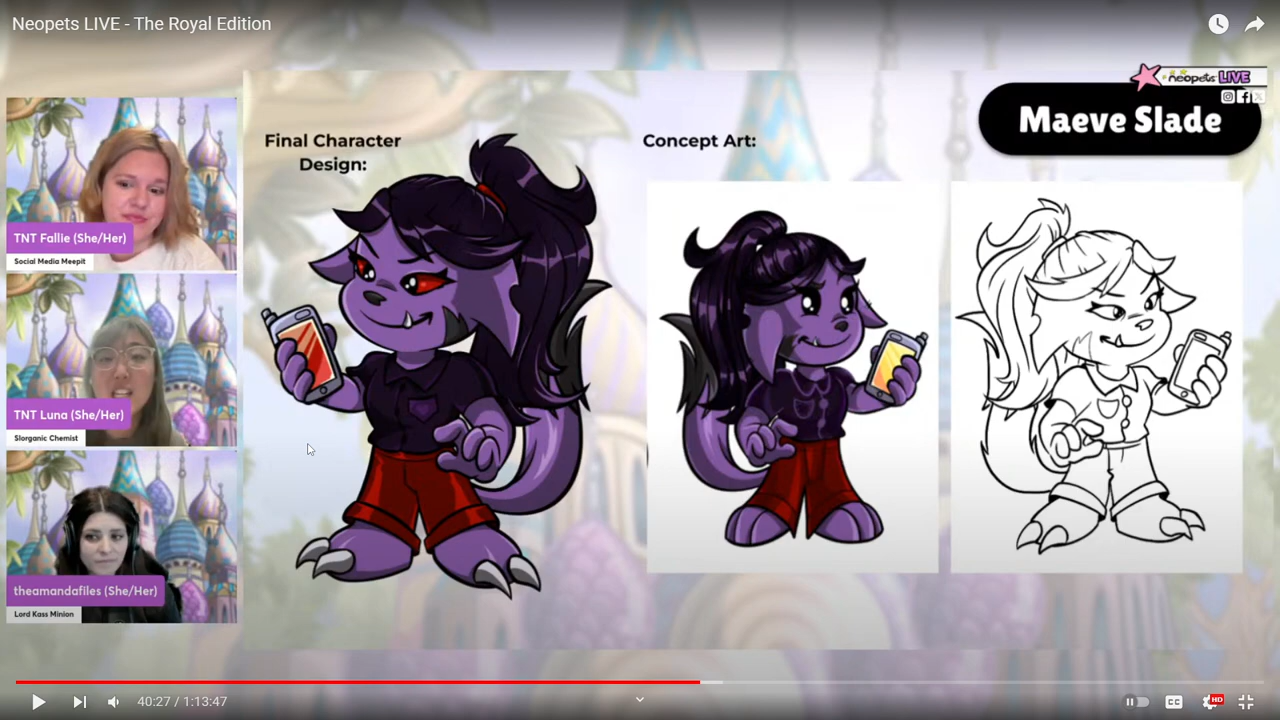 Neopets LIVE - The Royal Edition
neopets LIVE
Maeve Slade
Final Character
Design:
Concept Art:
TNT Fallie (She/Her)
Social Media Meepit
TNT Luna (She/Her)
Slorganic Chemist
theamandafiles (She/Her)
Lord Kass Minion
40:27 / 1:13:47
CC
HD